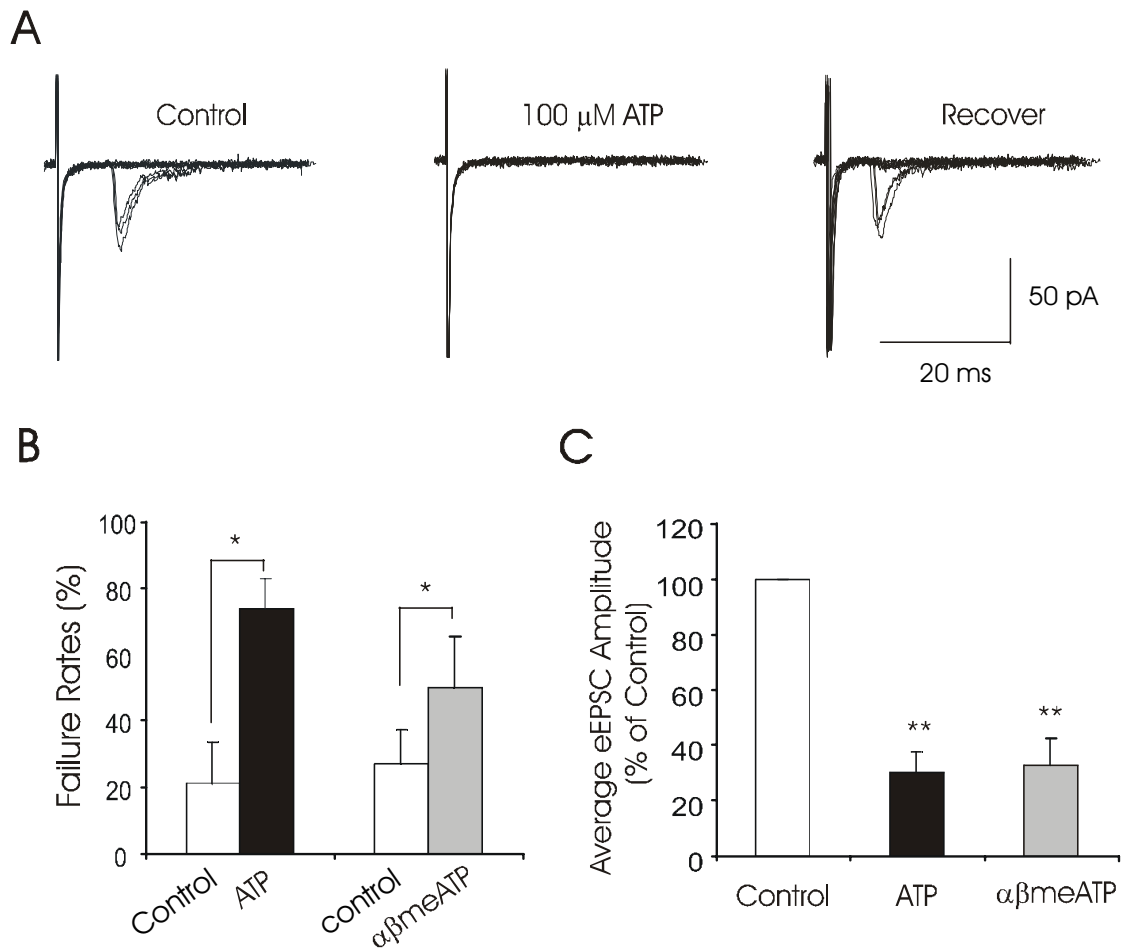 A
Control
100 μM ATP
Recover
50 pA
20 ms
B
C
Failure Rates (%)
100
80
60
40
20
0
*
*
Control
ATP
control
αβmeATP
Average eEPSC Amplitude
(% of Control)
120
100
80
60
40
20
0
**
**
Control
ATP
αβmeATP